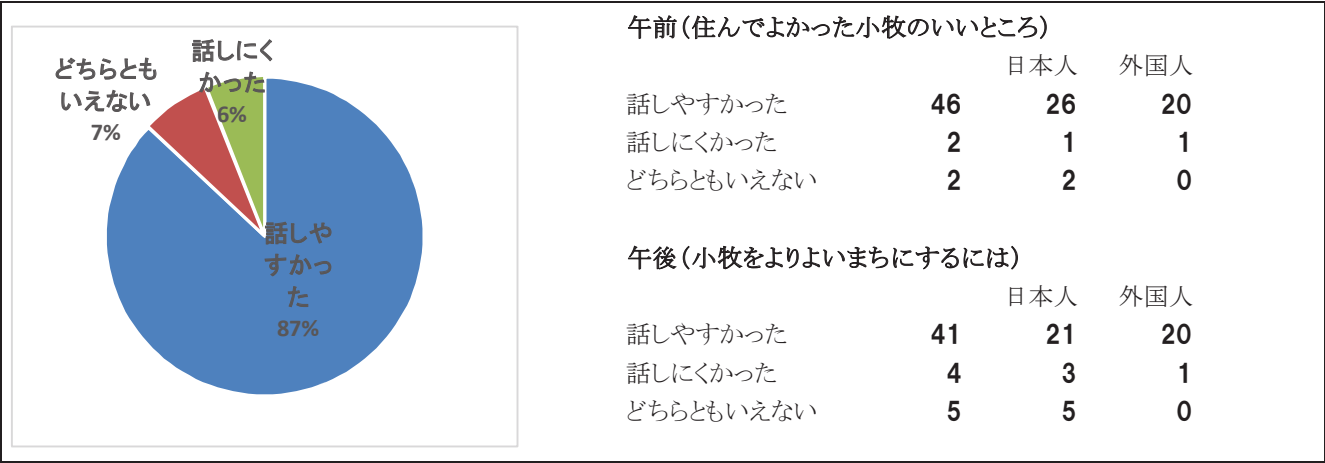 どちらとも
いえない
7%
話しにく
かった
6%
話しや
すかっ
た
87%
午前（住んでよかった小牧のいいところ）
日本人 外国人
話しやすかった 46 26 20
話しにくかった 2 1 1
どちらともいえない 2 2 0
午後（小牧をよりよいまちにするには）
日本人 外国人
話しやすかった 41 21 20
話しにくかった 4 3 1
どちらともいえない 5 5 0